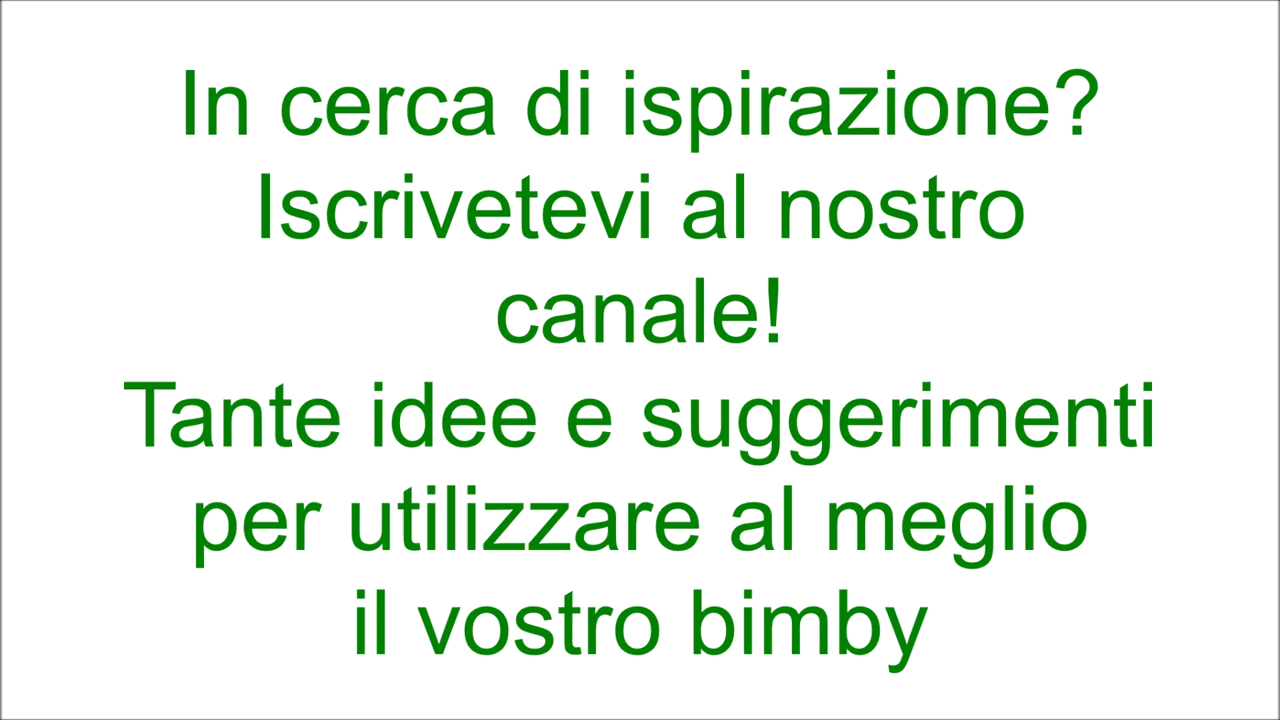 In cerca di ispirazione?
Iscrivetevi al nostro
canale!
Tante idee e suggerimenti
per utilizzare al meglio
il vostro bimby